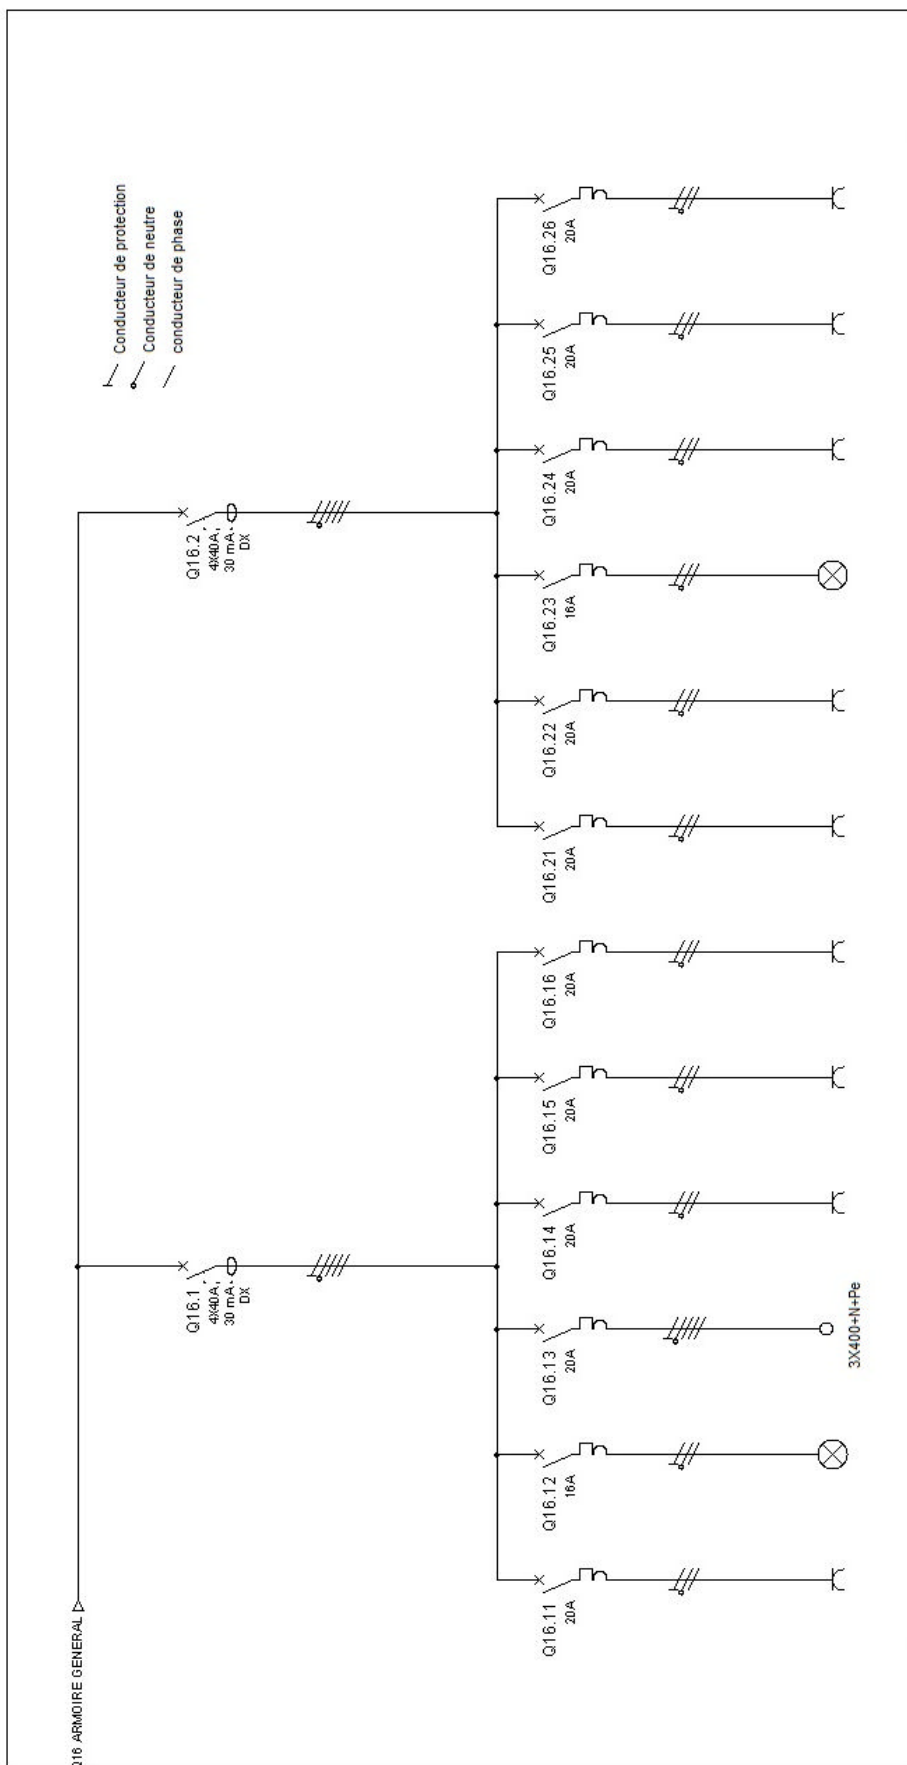 Conducteur de protection
Conducteur de neutre
conducteur de phase
Q16 ARMOIRE GENERAL
Q16.1
4X40A,
30 mA,
DX
Q16.2
4X40A,
30 mA,
DX
Q16.11
20A
Q16.12
16A
Q16.13
20A
Q16.14
20A
Q16.15
20A
Q16.16
20A
Q16.21
20A
Q16.22
20A
Q16.23
16A
Q16.24
20A
Q16.25
20A
Q16.26
20A
3X400+N+Pe